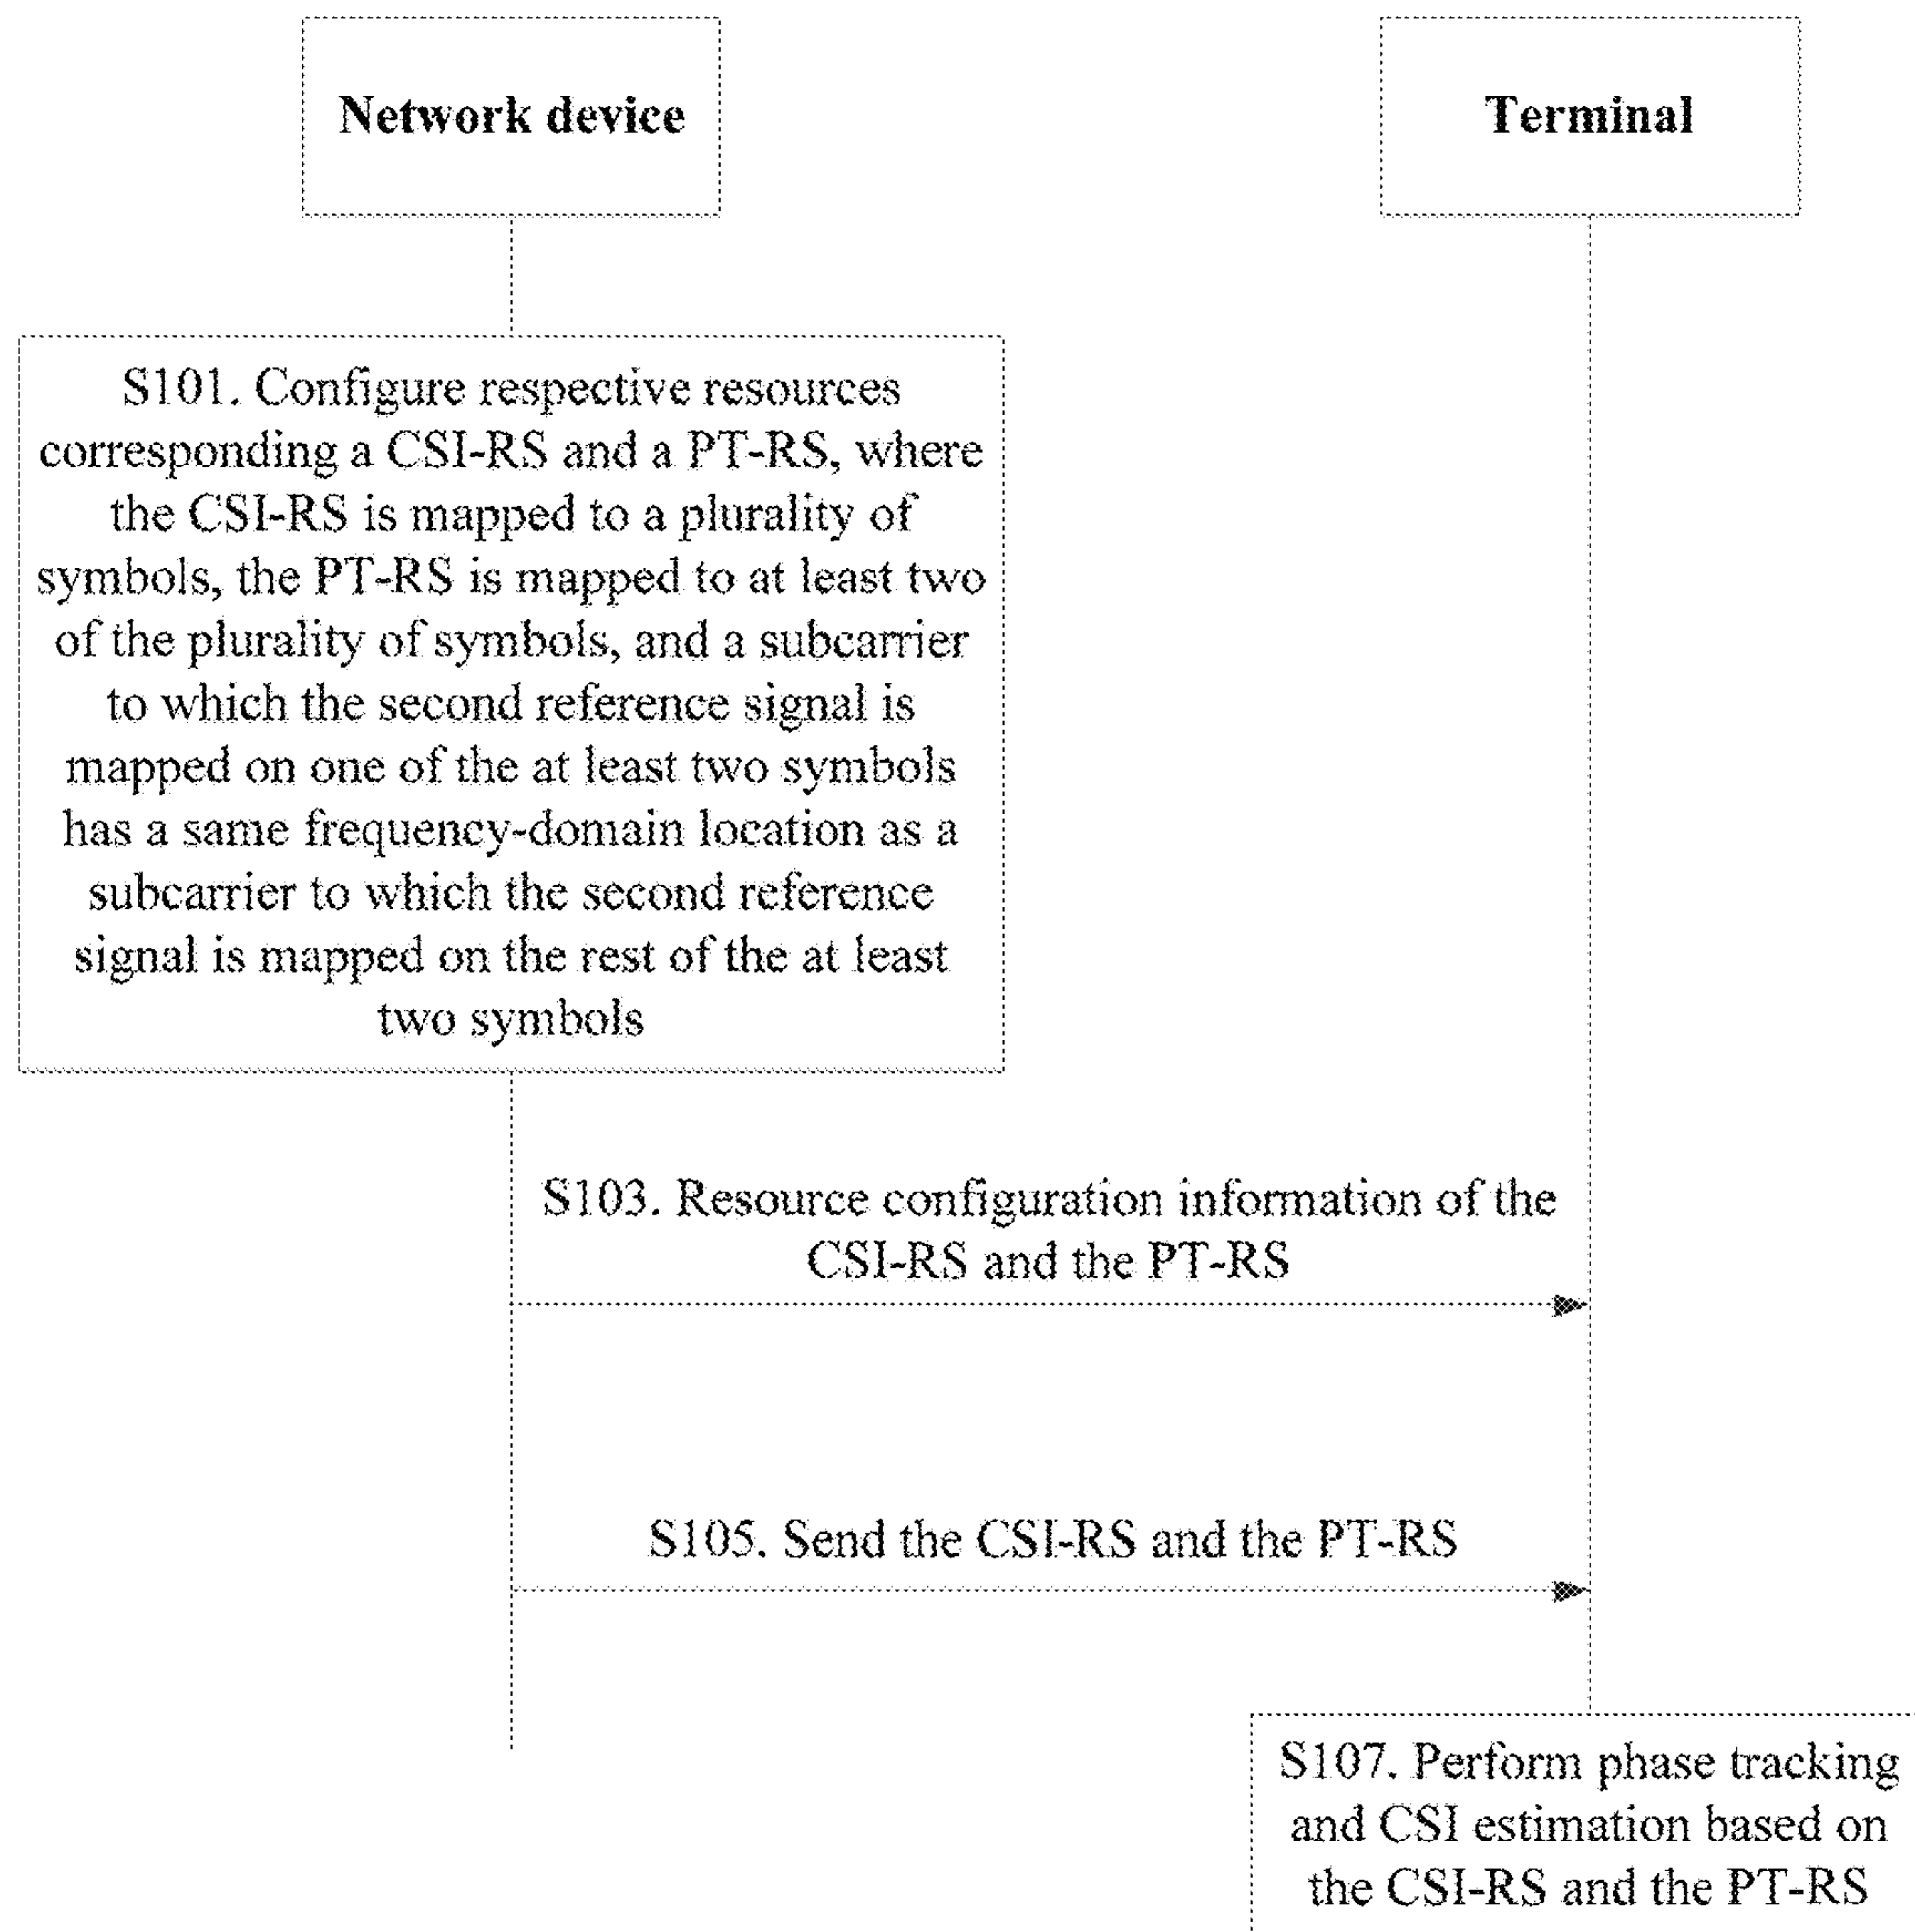 Network device
Terminal
S101. Configure respective resources
corresponding a CSI-RS and a PT-RS, where
the CSI-RS is mapped to a plurality of
symbols, the PT-RS is mapped to at least two
of the plurality of symbols, and a subcarrier
to which the second reference signal is
mapped on one of the at least two symbols
has a same frequency-domain location as a
subcarrier to which the second reference
signal is mapped on the rest of the at least
two symbols
S103. Resource configuration information of the
CSI-RS and the PT-RS
S105. Send the CSI-RS and the PT-RS
S107. Perform phase tracking
and CSI estimation based on
the CSI-RS and the PT-RS